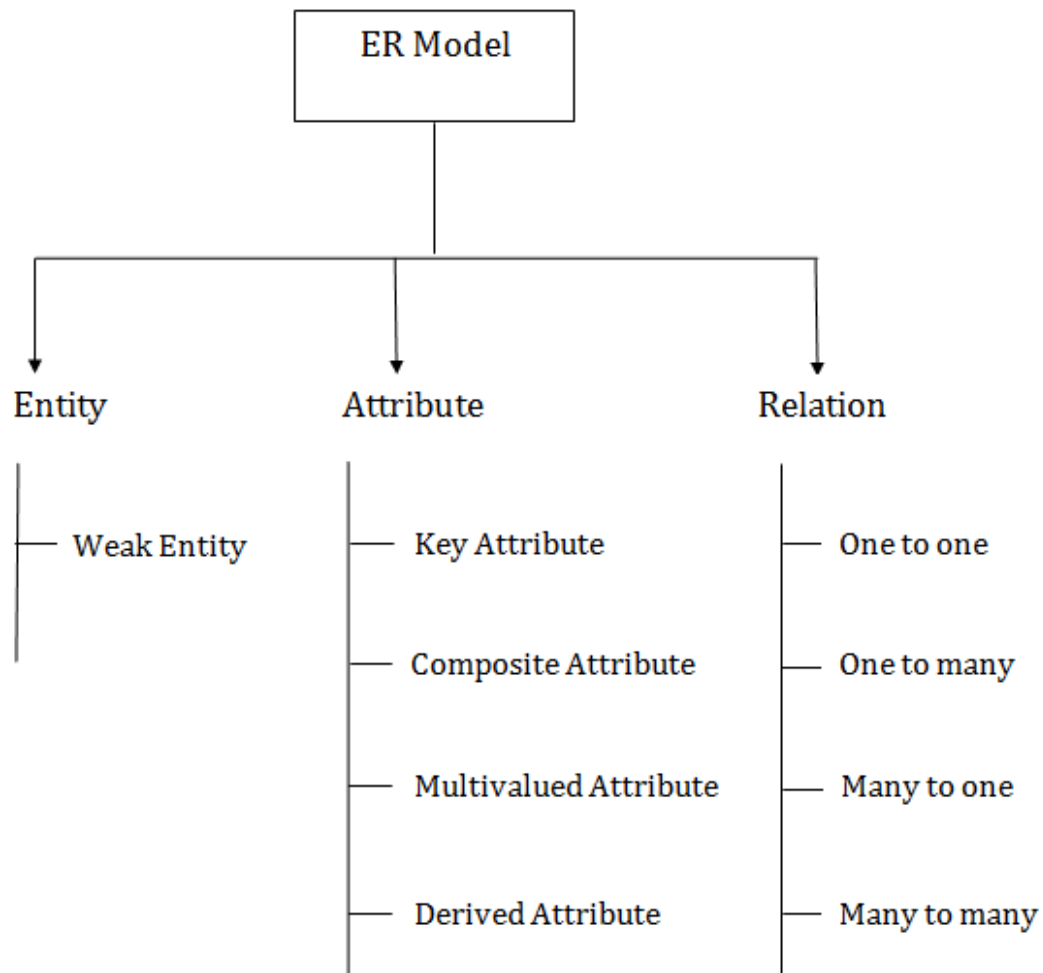 ER Model
Entity
Attribute
Relation
Weak Entity
Key Attribute
One to one
Composite Attribute
One to many
Multivalued Attribute
Many to one
Derived Attribute
Many to many